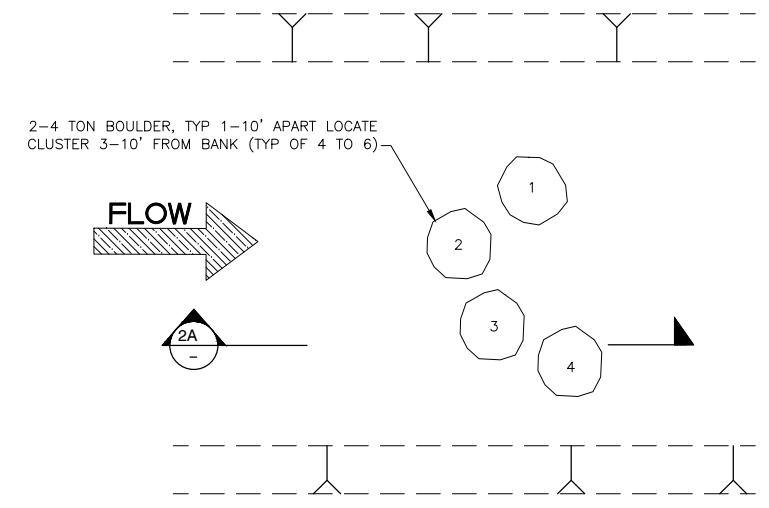 2-4 TON BOULDER, TYP 1-10' APART LOCATE
CLUSTER 3-10' FROM BANK (TYP OF 4 TO 6)
1
FLOW
2
3
2A
-
4